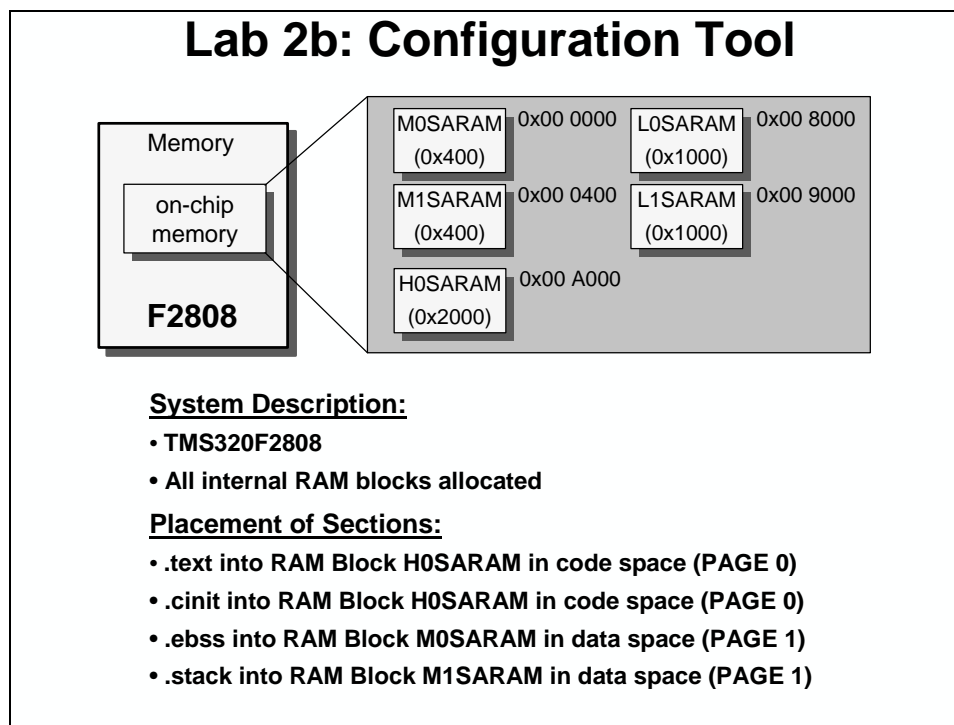 Lab 2b: Configuration Tool
Memory
on-chip
memory
F2808
M0SARAM
(0x400)
0x00 0000
L0SARAM
(0x1000)
0x00 8000
M1SARAM
(0x400)
0x00 0400
L1SARAM
(0x1000)
0x00 9000
H0SARAM
(0x2000)
0x00 A000
System Description:
• TMS320F2808
• All internal RAM blocks allocated
Placement of Sections:
• .text into RAM Block H0SARAM in code space (PAGE 0)
• .cinit into RAM Block H0SARAM in code space (PAGE 0)
• .ebss into RAM Block M0SARAM in data space (PAGE 1)
• .stack into RAM Block M1SARAM in data space (PAGE 1)